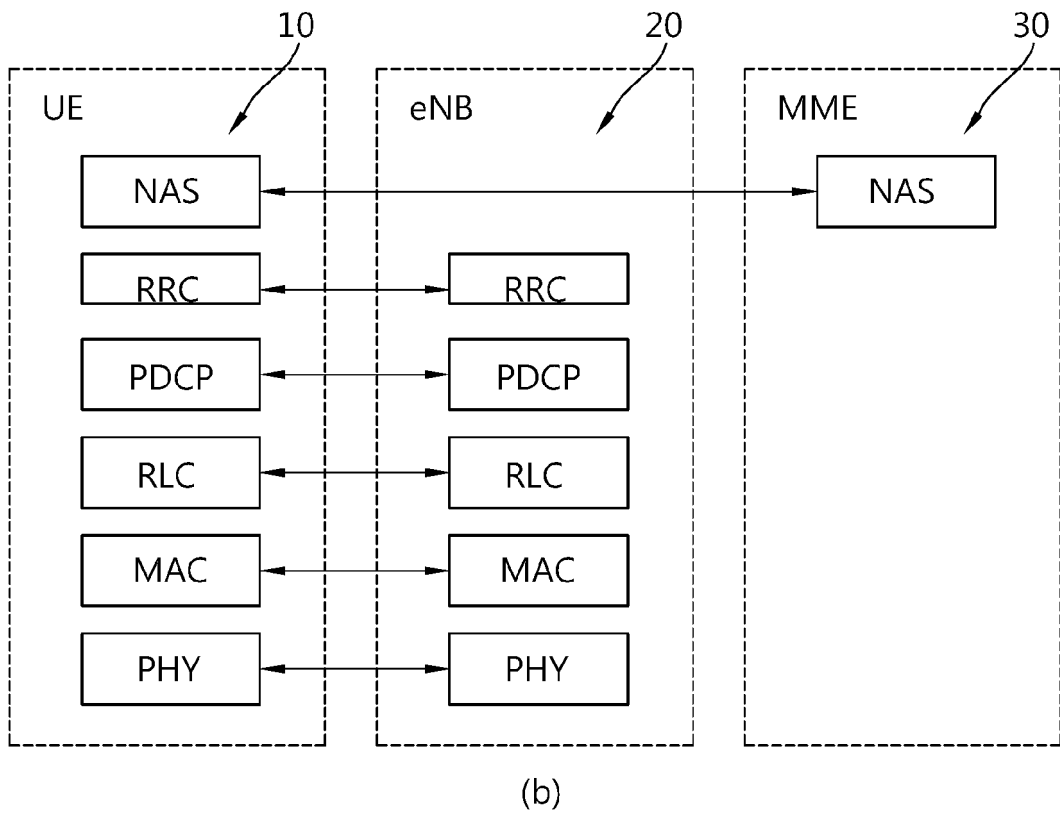 10 20 30
UE eNB MME
NAS NAS
RRC RRC
PDCP PDCP
RLC RLC
MAC MAC
PHY PHY
(b)